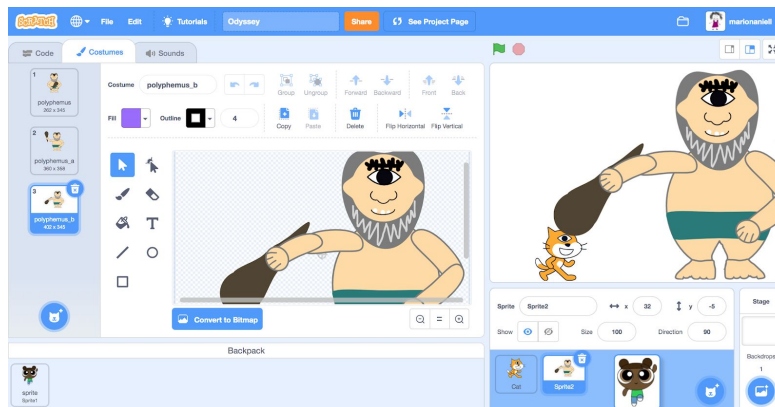 SCRATCH File Edit Tutorials Odyssey Share See Project Page marionaniell
Code Costumes Sounds
1
polyphemus
262 x 345
2
polyphemus_a
360 x 358
3
polyphemus_b
432 x 345
Costume polyphemus_b Group Ungroup Forward Backward Front Back
Fill Outline 4 Copy Paste Delete Flip Horizontal Flip Vertical
T
Convert to Bitmap
Backpack
sprite
Sprite1
Sprite Sprite2 x 32 y -5
Show Size 100 Direction 90
Cat
Sprite2
Stage
Backdrops
1